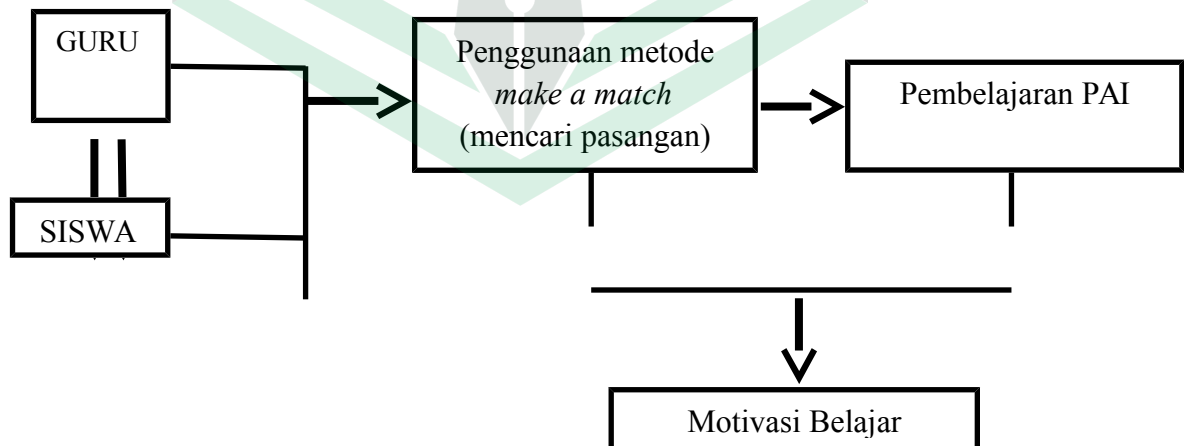 GURU
Penggunaan metode
make a match
(mencari pasangan)
Pembelajaran PAI
SISWA
Motivasi Belajar